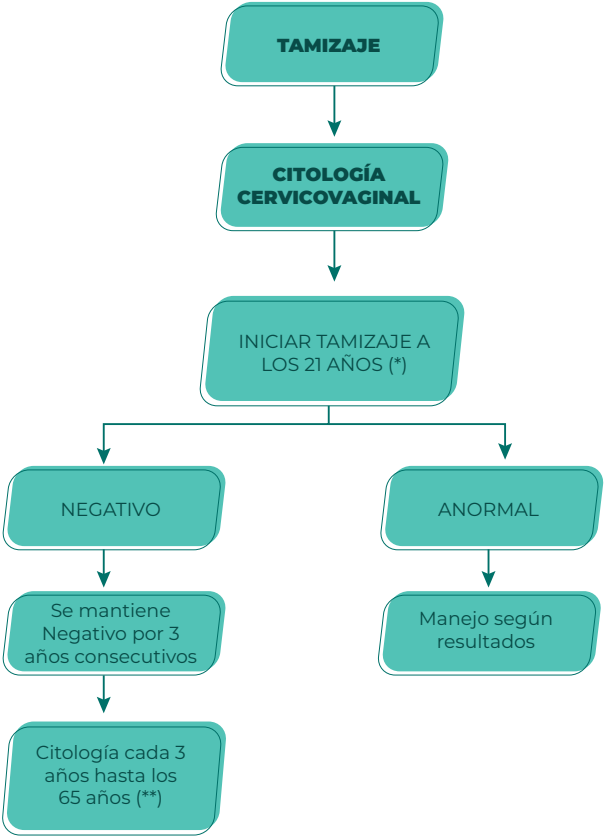 TAMIZAJE
CITOLOGÍA
CERVICOVAGINAL
INICIAR TAMIZAJE A
LOS 21 AÑOS (*)
NEGATIVO
ANORMAL
Se mantiene
Negativo por 3
años consecutivos
Manejo según
resultados
Citología cada 3
años hasta los
65 años (**)